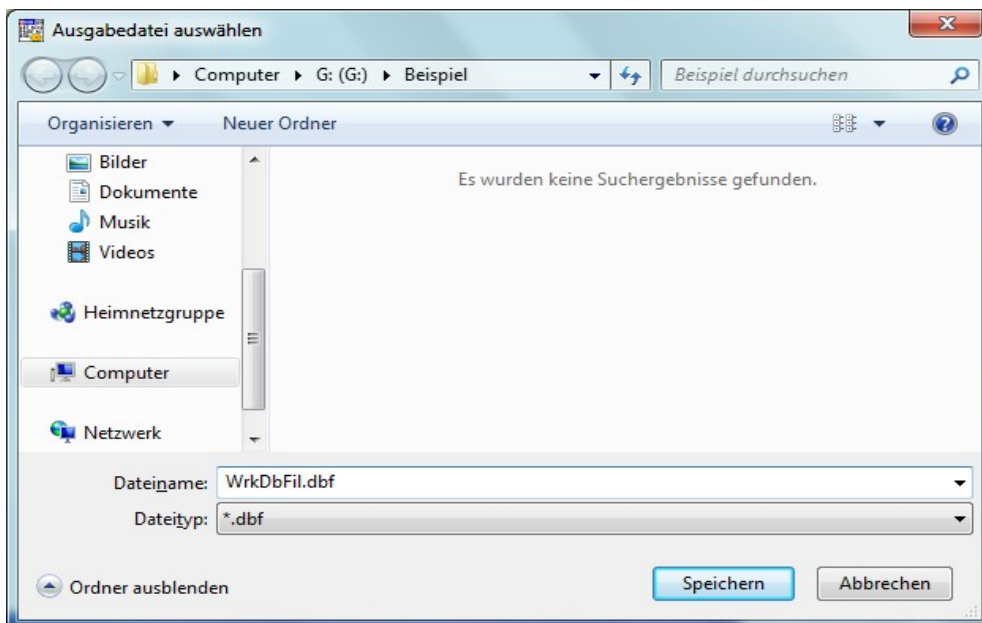 Ausgabedatei auswählen
Computer G: (G:) Beispiel
Beispiel durchsuchen
Organisieren Neuer Ordner
Bilder
Dokumente
Musik
Videos
Heimnetzgruppe
Computer
Netzwerk
Es wurden keine Suchergebnisse gefunden.
Dateiname: WrkDbFil.dbf
Dateityp: *.dbf
Ordner ausblenden
Speichern Abbrechen